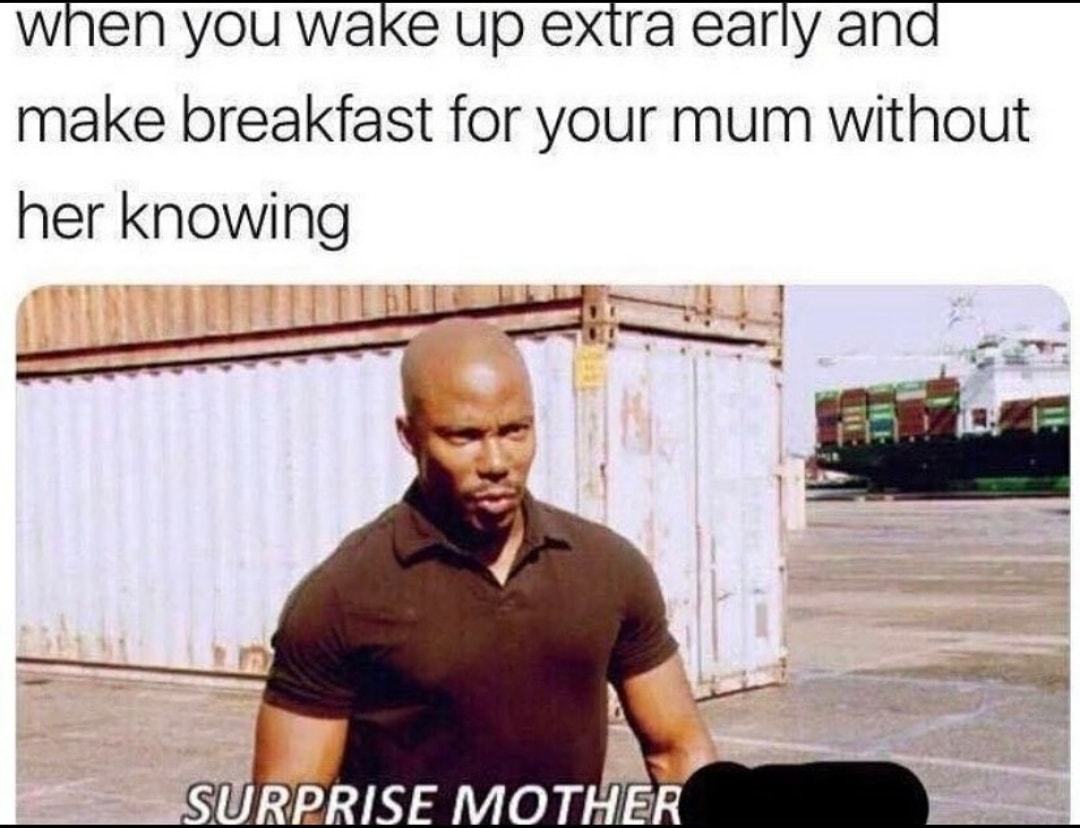 when you wake up extra early and
make breakfast for your mum without
her knowing
SURPRISE MOTHER